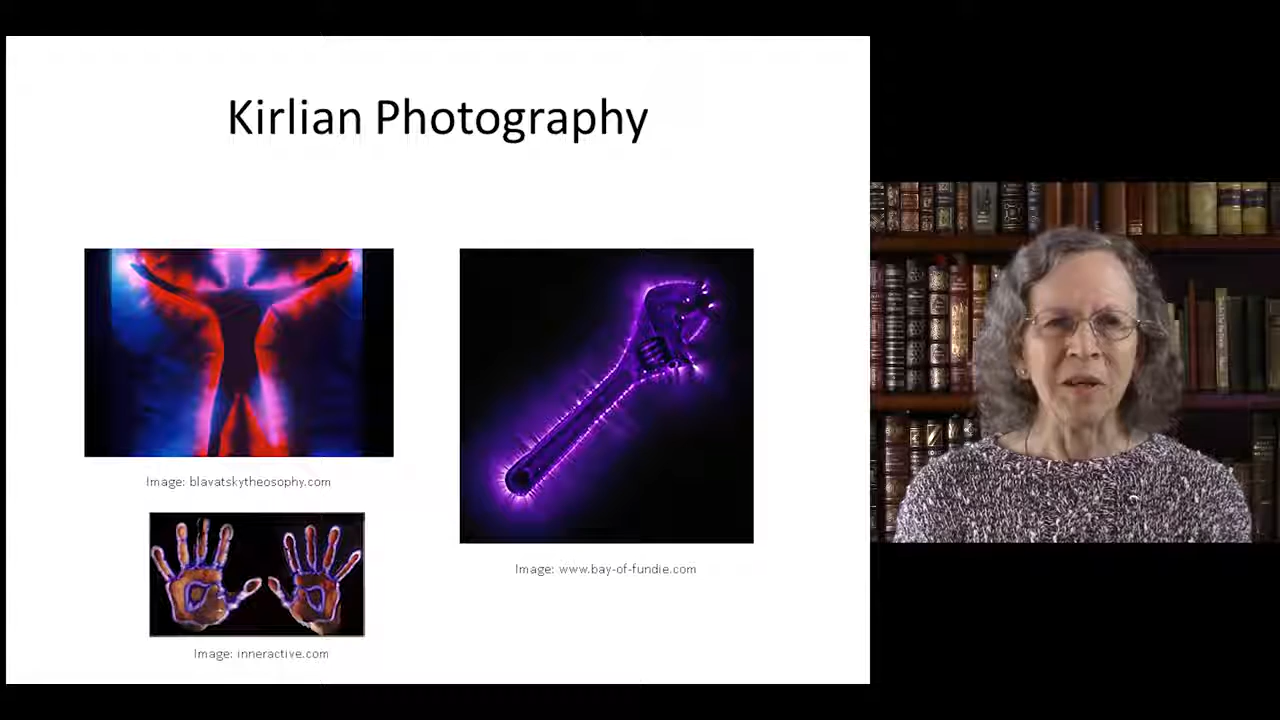 Kirlian Photography
Image: blavatskytheosophy.com
Image: www.bay-of-fundie.com
Image: inneractive.com